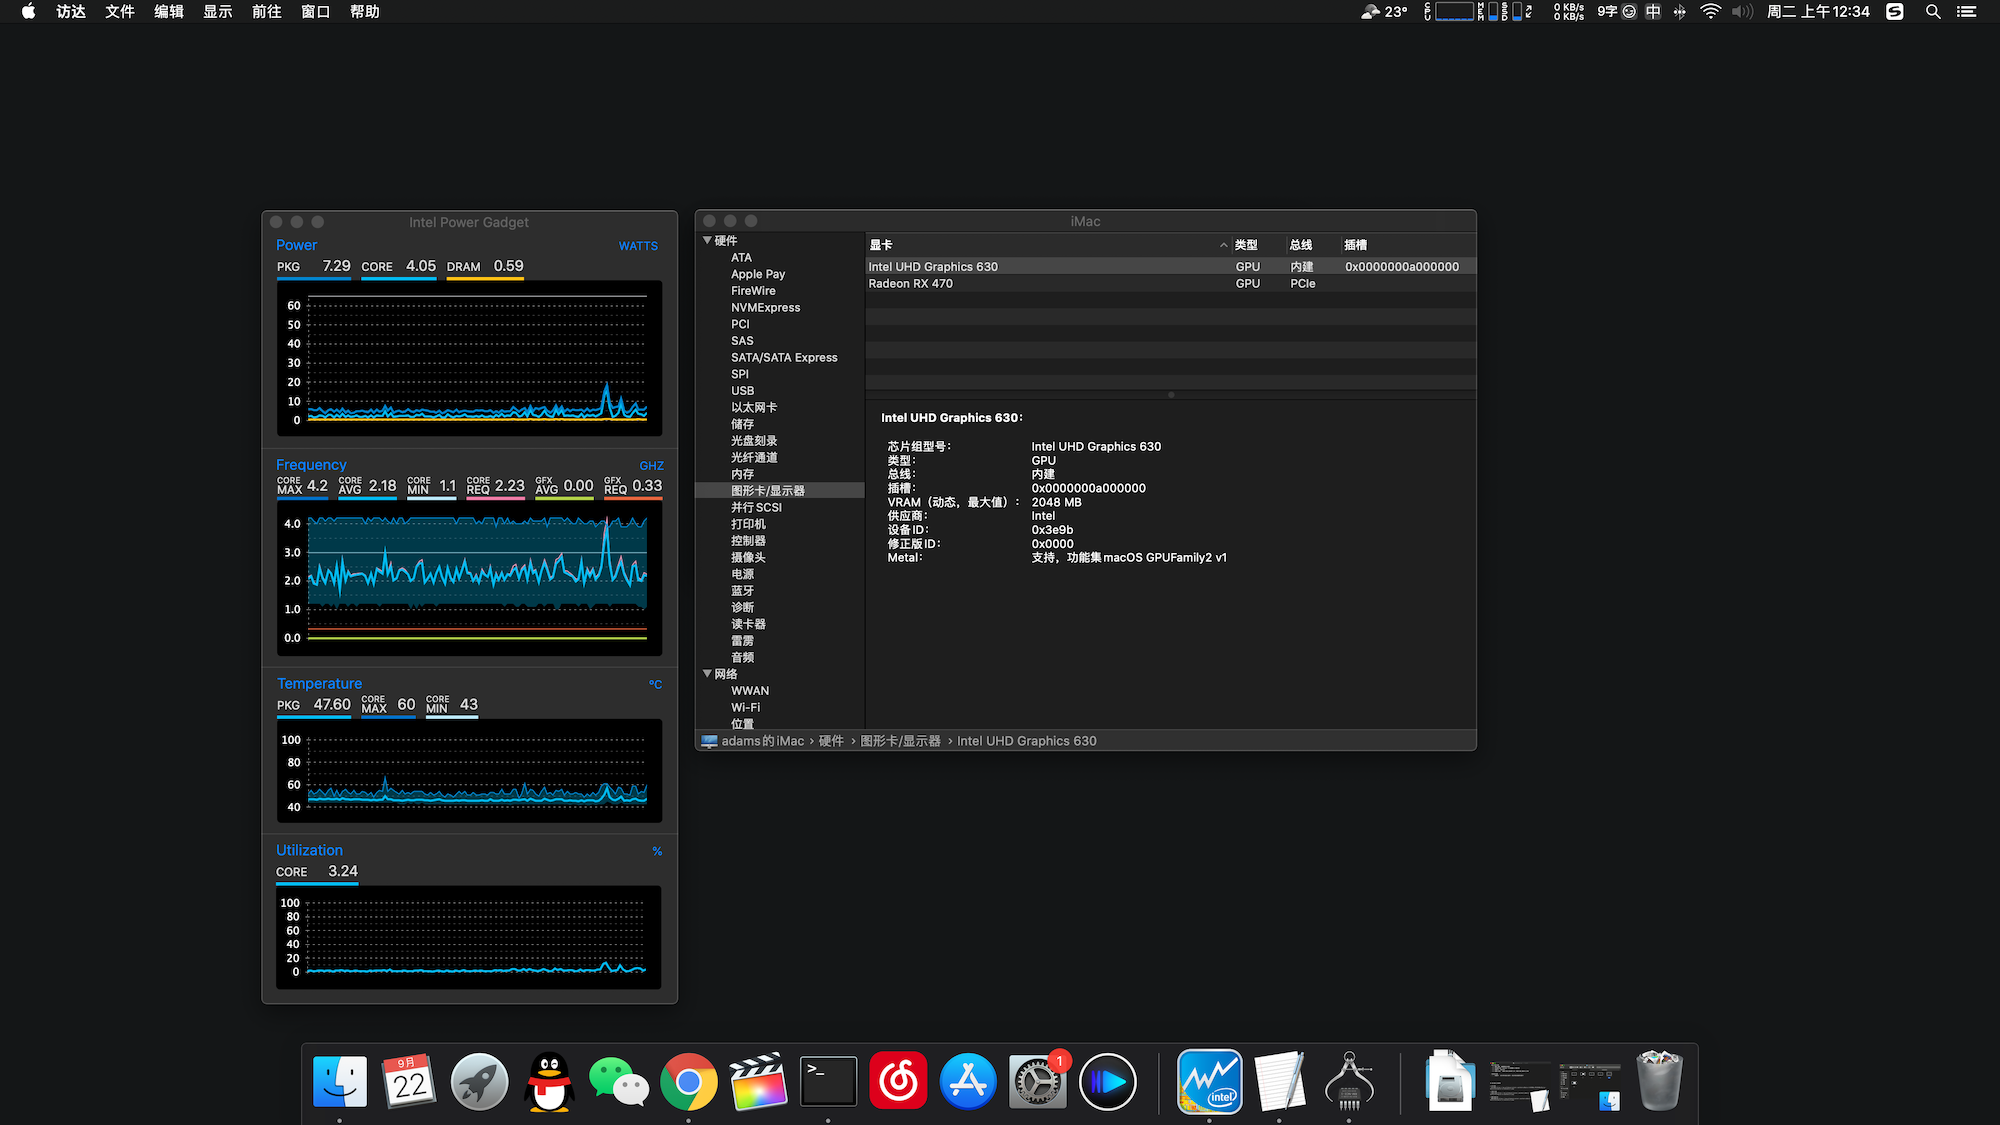 访达 文件 编辑 显示 前往 窗口 帮助
23° CPU MEM SSD 0 KB/s 0 KB/s 9字 中 周二 上午12:34
Intel Power Gadget
Power WATTS
PKG 7.29 CORE 4.05 DRAM 0.59
60
50
40
30
20
10
0
Frequency GHZ
CORE MAX 4.2 CORE AVG 2.18 CORE MIN 1.1 CORE REQ 2.23 GFX AVG 0.00 GFX REQ 0.33
4.0
3.0
2.0
1.0
0.0
Temperature °C
PKG 47.60 CORE MAX 60 CORE MIN 43
100
80
60
40
Utilization %
CORE 3.24
100
80
60
40
20
0
iMac
硬件
ATA
Apple Pay
FireWire
NVMExpress
PCI
SAS
SATA/SATA Express
SPI
USB
以太网卡
储存
光盘刻录
光纤通道
内存
图形卡/显示器
并行 SCSI
打印机
控制器
摄像头
电源
蓝牙
诊断
读卡器
雷雳
音频
网络
WWAN
Wi-Fi
位置
显卡 类型 总线 插槽
Intel UHD Graphics 630 GPU 内建 0x0000000a000000
Radeon RX 470 GPU PCIe
Intel UHD Graphics 630：
芯片组型号： Intel UHD Graphics 630
类型： GPU
总线： 内建
插槽： 0x0000000a000000
VRAM（动态，最大值）： 2048 MB
供应商： Intel
设备 ID： 0x3e9b
修正版 ID： 0x0000
Metal： 支持，功能集 macOS GPUFamily2 v1
adams的iMac › 硬件 › 图形卡/显示器 › Intel UHD Graphics 630
9月
22
>_
1
intel